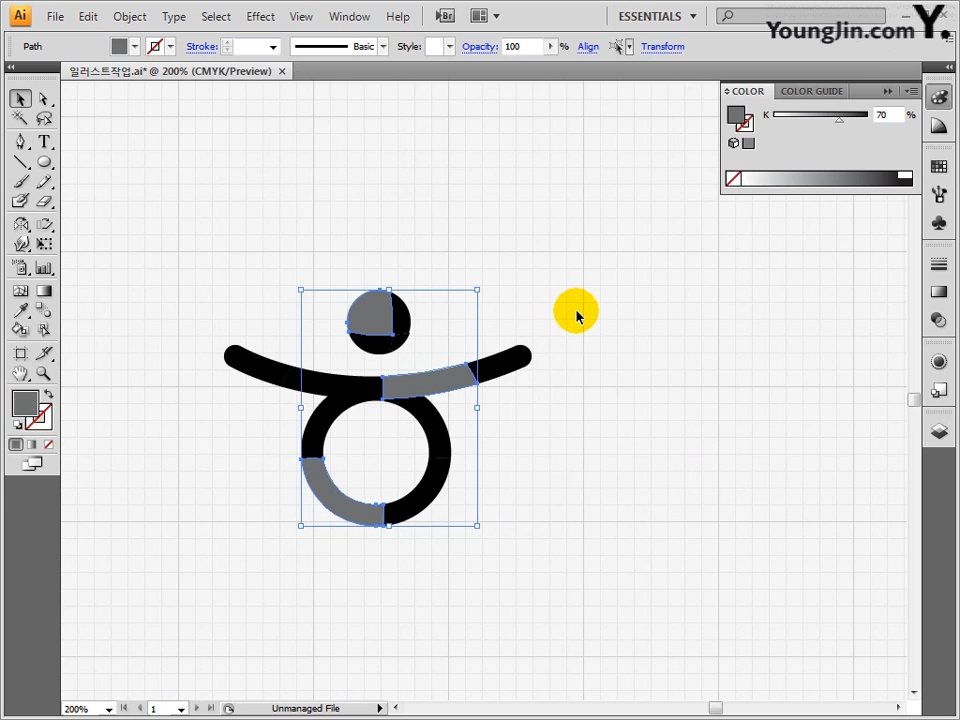 Ai File Edit Object Type Select Effect View Window Help Br ESSENTIALS
YoungJin.com Y.
Path Stroke: Basic Style: Opacity: 100 % Align Transform
일러스트작업.ai* @ 200% (CMYK/Preview) ×
COLOR COLOR GUIDE
K 70 %
T
200% 1 Unmanaged File